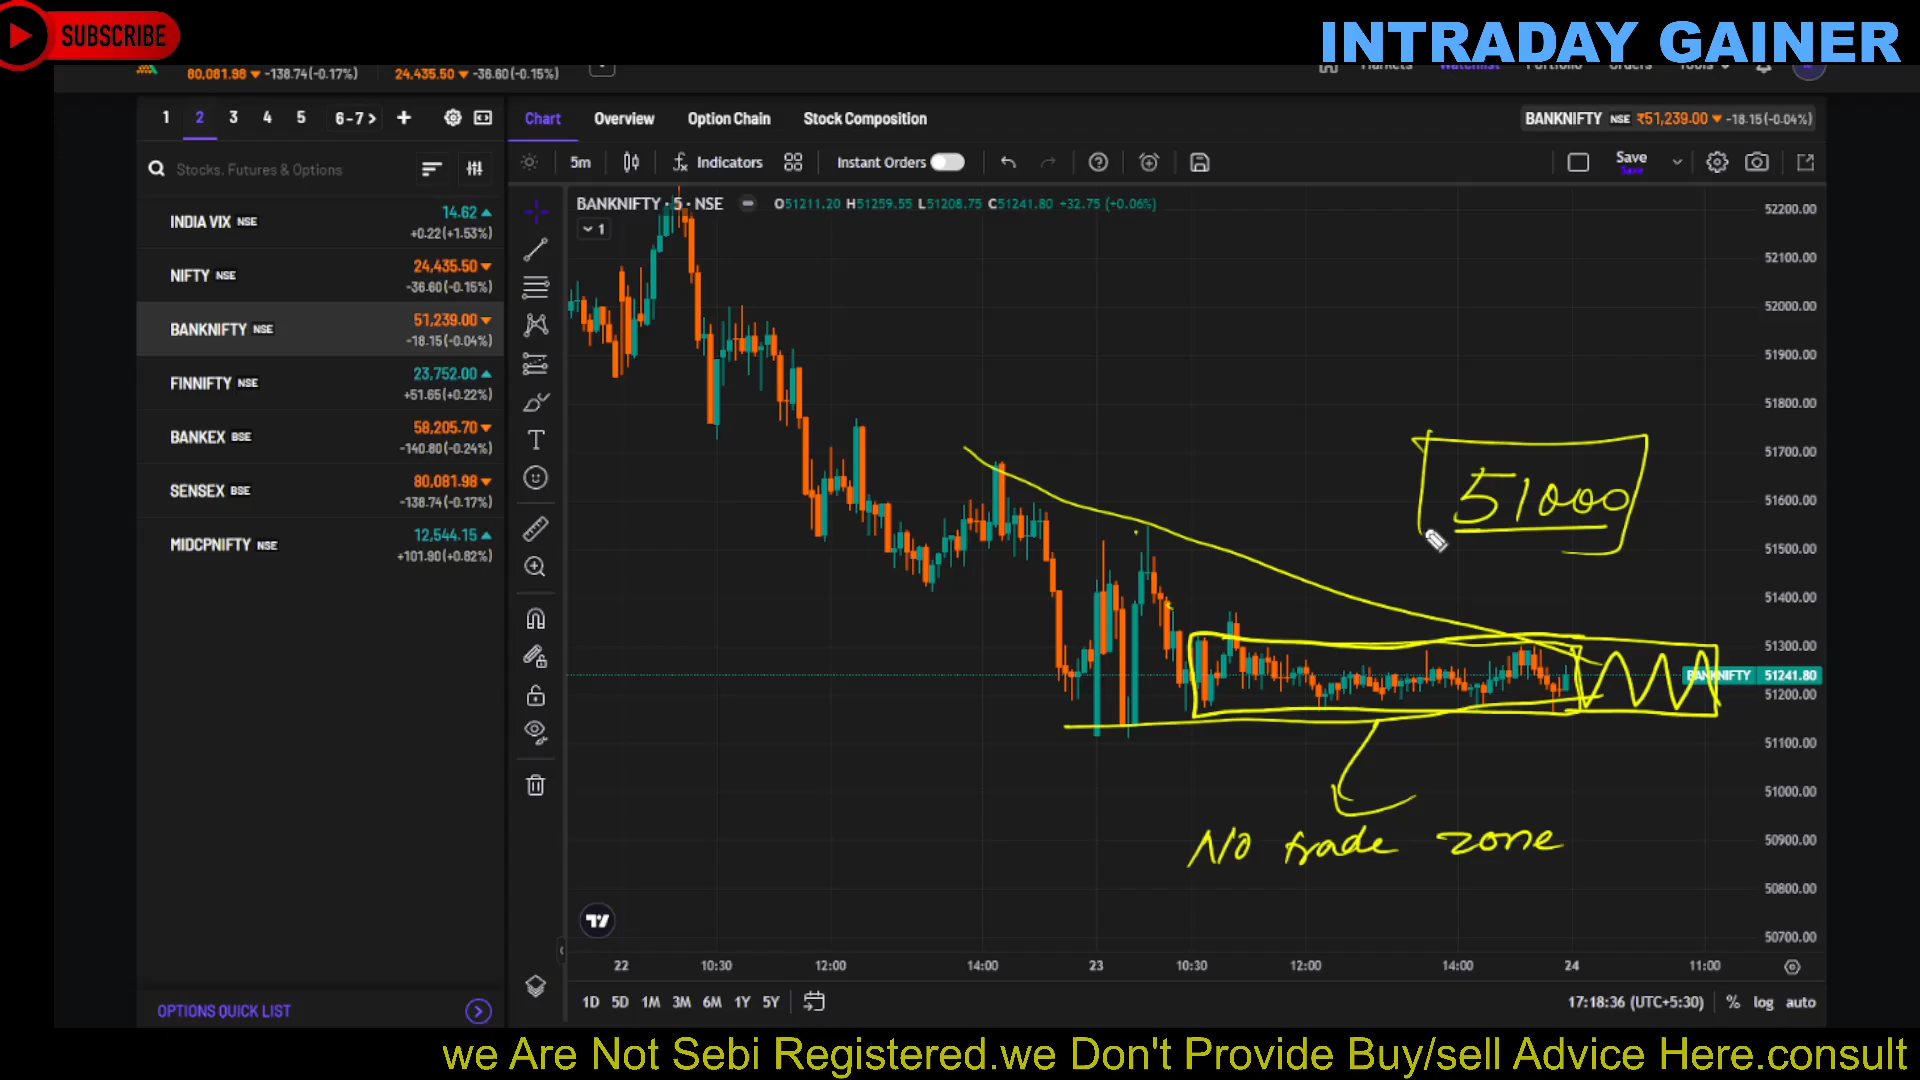 SUBSCRIBE
INTRADAY GAINER
80,081.98 -138.74(-0.17%) 24,435.50 -36.60(-0.15%)
Markets Watchlist Portfolio Orders Tools
1 2 3 4 5 6-7 > +
Chart Overview Option Chain Stock Composition
BANKNIFTY NSE ₹51,239.00 -18.15(-0.04%)
Stocks, Futures & Options
5m Indicators Instant Orders
Save
Save
BANKNIFTY · 5 · NSE O51211.20 H51259.55 L51208.75 C51241.80 +32.75 (+0.06%)
1
INDIA VIX NSE 14.62
+0.22(+1.53%)
NIFTY NSE 24,435.50
-36.60(-0.15%)
BANKNIFTY NSE 51,239.00
-18.15(-0.04%)
FINNIFTY NSE 23,752.00
+51.65(+0.22%)
BANKEX BSE 58,205.70
-140.80(-0.24%)
SENSEX BSE 80,081.98
-138.74(-0.17%)
MIDCPNIFTY NSE 12,544.15
+101.90(+0.82%)
52200.00
52100.00
52000.00
51900.00
51800.00
51700.00
51600.00
51500.00
51400.00
51300.00
BANKNIFTY 51241.80
51200.00
51100.00
51000.00
50900.00
50800.00
50700.00
51000
No trade zone
22 10:30 12:00 14:00 23 10:30 12:00 14:00 24 11:00
1D 5D 1M 3M 6M 1Y 5Y
17:18:36 (UTC+5:30) % log auto
OPTIONS QUICK LIST
we Are Not Sebi Registered.we Don't Provide Buy/sell Advice Here.consult